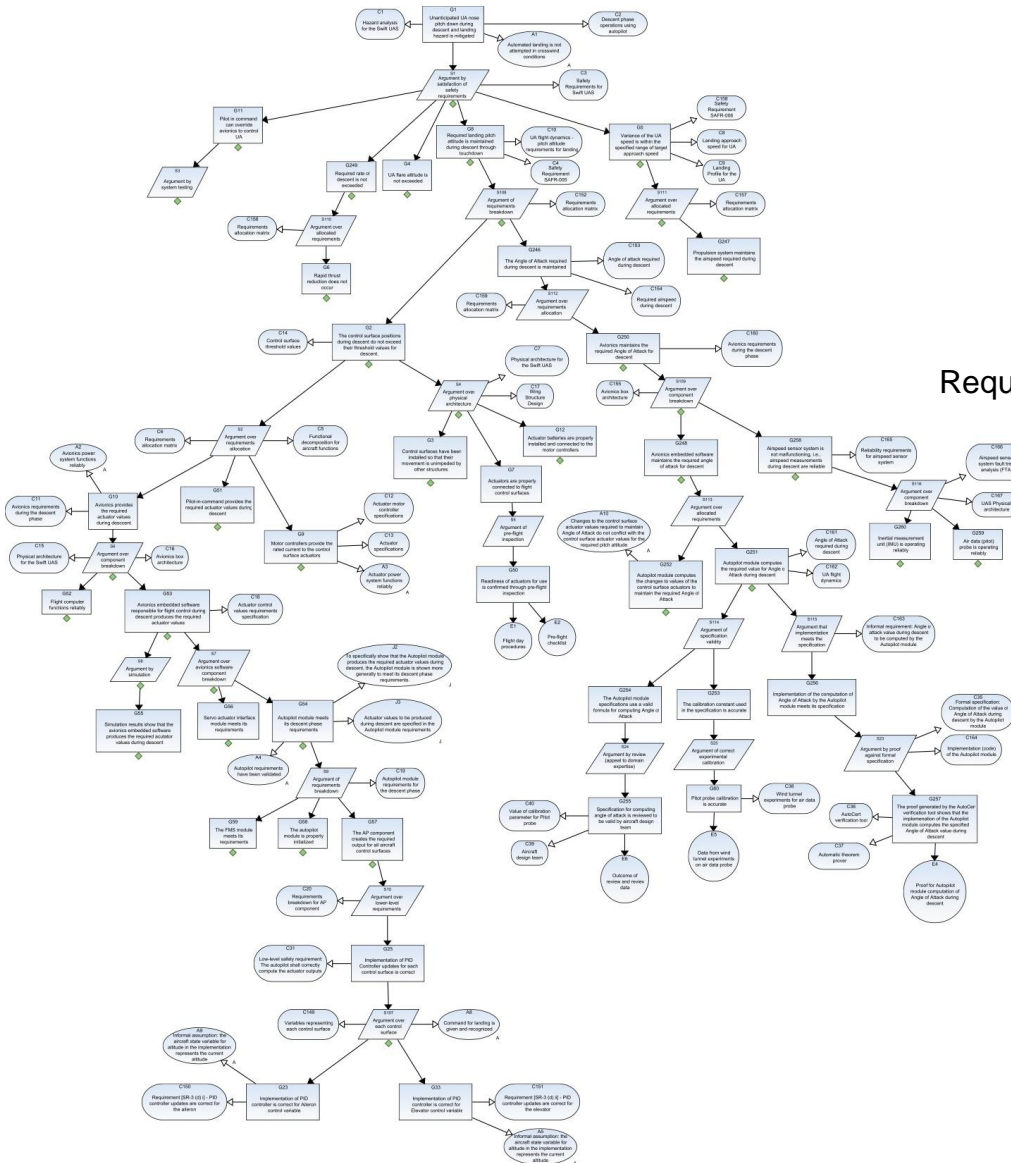 C1
Hazard analysis
for the Swift UAS
G1
Unanticipated UA nose
pitch down during
descent and landing
hazard is mitigated
C2
Descent phase
operations using
autopilot
A1
Automated landing is not
attempted in crosswind
conditions
A
S1
Argument by
satisfaction of
safety
requirements
C3
Safety
Requirements for
Swift UAS
G11
Pilot in command
can override
avionics to control
UA
S3
Argument by
system testing
G249
Required rate of
descent is not
exceeded
G4
UA flare altitude is
not exceeded
G8
Required landing pitch
attitude is maintained
during descent through
touchdown
C10
UA flight dynamics -
pitch attitude
requirements for landing
C4
Safety
Requirement
SAFR-005
G5
Variance of the UA
speed is within the
specified range of target
approach speed
Safety
Requirement
C8
Landing approach
speed for UA
C9
Landing
Profile for the
UA
Argument over
allocated
requirements
Requirements
allocation matrix
G6
Rapid thrust
reduction does not
occur
Argument of
requirements
breakdown
C152
Requirements
allocation matrix
S111
Argument over
allocated
requirements
C157
Requirements
allocation matrix
G247
Propulsion system maintains
the airspeed required during
descent
G246
The Angle of Attack required
during descent is maintained
C153
Angle of attack required
during descent
C154
Required airspeed during
descent
C159
Requirements
allocation matrix
S112
Argument over
requirements
allocation
C14
Control surface
threshold values
G2
The control surface positions
during descent do not exceed
their threshold values for
descent.
G250
Avionics maintains the
required Angle of Attack for
descent
Avionics requirements
during the descent
phase
C7
Physical architecture for
the Swift UAS
S4
Argument over
physical
architecture
Wing
Structure
Design
Avionics box
architecture
Argument over
component
breakdown
Requ
G3
Control surfaces have been
installed so that their
movement is unimpeded by
other structures
G7
Actuators are properly
connected to flight
control surfaces
G12
Actuator batteries are properly
installed and connected to the
motor controllers
Requirements
allocation matrix
S2
Argument over
requirements
allocation
C5
Functional
decomposition for
aircraft functions
A2
Avionics power
system functions
reliably
A
C11
Avionics requirements
during the descent
phase
G10
Avionics provides
the required
actuator values
during descent
G51
Pilot-in-command provides the
required actuator values during
descent
G9
Motor controllers provide the
rated current to the control
surface actuators
C12
Actuator motor
controller
specifications
C13
Actuator
specifications
A3
Actuator power
system functions
reliably
A
Argument of
pre-flight
inspection
G50
Readiness of actuators for use
is confirmed through pre-flight
inspection
E1
Flight day
procedures
E2
Pre-flight
checklist
Avionics embedded software
maintains the required angle
of attack for descent
Airspeed sensor system
is not malfunctioning, i.e.,
airspeed measurements
during descent are reliable
C165
Reliability requirements
for airspeed sensor
system
Airspeed sensor
system fault tree
analysis (FTA)
Argument over
component
breakdown
C167
UAS Physical
architecture
G260
Inertial measurement
unit (IMU) is operating
reliably
G259
Air data (pitot)
probe is operating
reliably
S113
Argument over
allocated
requirements
A10
Changes to the control surface
actuator values required to maintain
Angle of Attack do not conflict with the
control surface actuator values for the
required pitch attitude
A
G252
Autopilot module computes
the changes to values of the
control surface actuators to
maintain the required Angle of
Attack
G251
Autopilot module computes
the required value for Angle o
Attack during descent
C161
Angle of Attack
required during
descent
C162
UA flight
dynamics
C15
Physical architecture
for the Swift UAS
Argument over
component
breakdown
C16
Avionics box
architecture
G52
Flight computer
functions reliably
G53
Avionics embedded software
responsible for flight control during
descent produces the required
actuator values
C18
Actuator control
values requirements
specification
Argument by
simulation
S7
Argument over
avionics software
component
breakdown
G55
Simulation results show that the
avionics embedded software
produces the required aculator
values during descent
G56
Servo actuator interface
module meets its
requirements
G54
Autopilot module meets
its descent phase
requirements
J2
To specifically show that the Autopilot module
produces the required actuator values during
descent, the Autopilot module is shown more
generally to meet its descent phase
requirements.
J
J3
Actuator values to be produced
during descent are specified in the
Autopilot module requirements
J
A4
Autopilot requirements
have been validated
A
S114
Argument of
specification
validity
S115
Argument that
implementation
meets the
specification
C163
Informal requirement: Angle o
attack value during descent
to be computed by the
Autopilot module
G254
The Autopilot module
specifications use a valid
formula for computing Angle o
Attack
G253
The calibration constant used
in the specification is accurate
G256
Implementation of the computation of
Angle of Attack by the Autopilot
module meets its specification
Formal specification:
Computation of the value o
Angle of Attack during
descent by the Autopilot
module
C164
Implementation (code)
of the Autopilot module
S23
Argument by proof
against formal
specification
Argument by review
(appeal to domain
expertise)
Argument of correct
experimental
calibration
Argument of
requirements
breakdown
C19
Autopilot module
requirements for
the descent phase
G59
The FMS module
meets its
requirements
G58
The autopilot
module is properly
initialized
G57
The AP component
creates the required
output for all aircraft
control surfaces
C40
Value of calibration
parameter for Pitot
probe
G255
Specification for computing
angle of attack is reviewed to
be valid by aircraft design
team
C39
Aircraft
design team
E6
Outcome of
review and review
data
G60
Pitot probe calibration
is accurate
C38
Wind tunnel
experiments for air data
probe
E5
Data from wind
tunnel experiments
on air data probe
C36
AutoCert
verification tool
G257
The proof generated by the AutoCert
verification tool shows that the
implementation of the Autopilot
module computes the specified
Angle of Attack value during descent
C37
Automatic theorem
prover
E4
Proof for Autopilot
module computation of
Angle of Attack during
descent
C20
Requirements
breakdown for AP
component
Argument over
lower-level
requirements
C31
Low-level safety requirement:
The autopilot shall correctly
compute the actuator outputs
G25
Implementation of PID
Controller updates for each
control surface is correct
C149
Variables representing
each control surface
Argument over
each control
surface
Command for landing is
given and recognized
A
Informal assumption: the
aircraft state variable for
altitude in the implementation
represents the current
altitude
A
C150
Requirement [SR-3 (d) i] - PID
controller updates are correct for
the aileron
G23
Implementation of PID
controller is correct for Aileron
control variable
G33
Implementation of PID
controller is correct for
Elevator control variable
C151
Requirement [SR-3 (d) ii] - PID
controller updates are correct for
the elevator
Informal assumption: the
aircraft state variable for
altitude in the implementation
represents the current
altitude